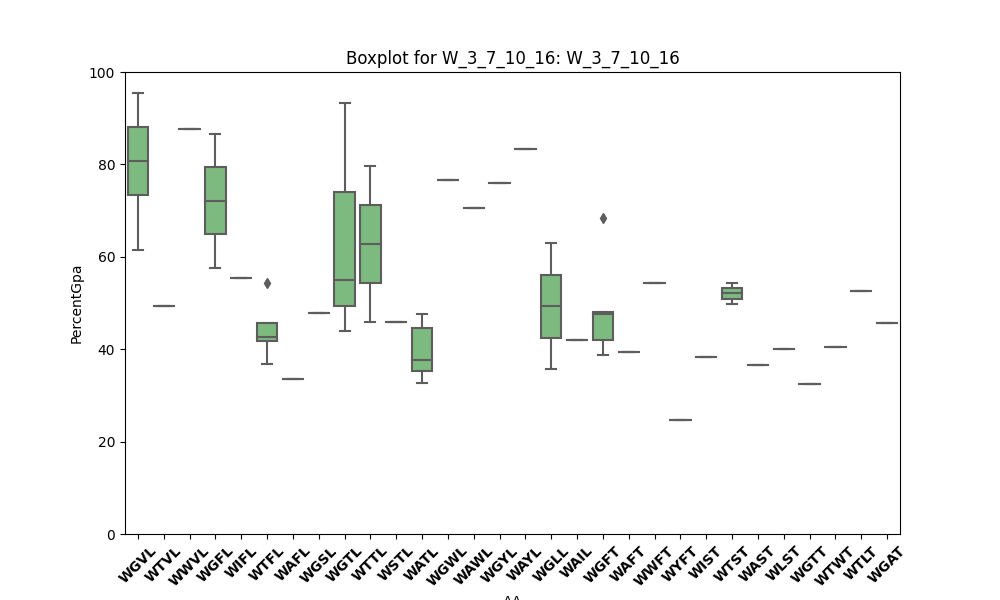 Boxplot for W_3_7_10_16: W_3_7_10_16
PercentGpa
100
80
60
40
20
0
WGVL
WTVL
WWVL
WGFL
WIFL
WTFL
WAFL
WGSL
WGTL
WTTL
WSTL
WATL
WGWL
WAWL
WGYL
WAYL
WGLL
WAIL
WGFT
WAFT
WWFT
WYFT
WIST
WTST
WAST
WLST
WGTT
WTWT
WTLT
WGAT
AA